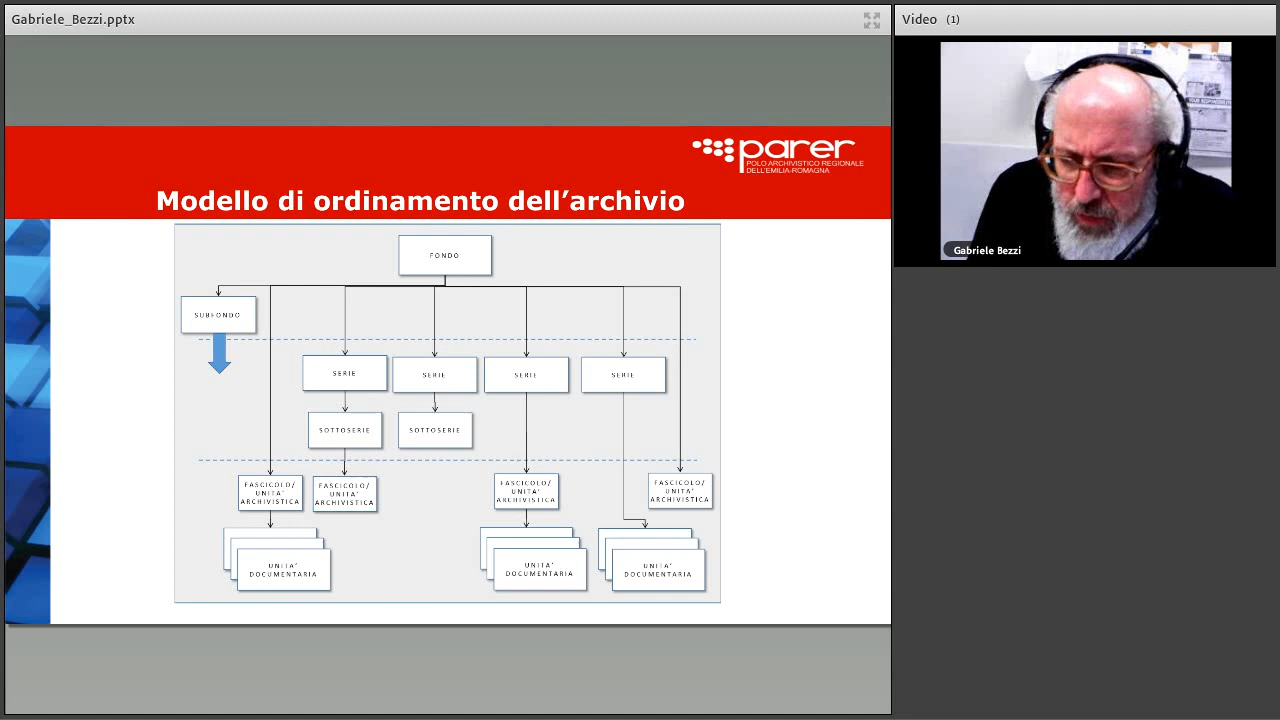 Gabriele_Bezzi.pptx
Video (1)
parer
POLO ARCHIVISTICO REGIONALE
DELL'EMILIA-ROMAGNA
Modello di ordinamento dell’archivio
FONDO
SUBFONDO
SERIE
SERIE
SERIE
SERIE
SOTTOSERIE
SOTTOSERIE
FASCICOLO/
UNITA'
ARCHIVISTICA
FASCICOLO/
UNITA'
ARCHIVISTICA
FASCICOLO/
UNITA'
ARCHIVISTICA
FASCICOLO/
UNITA'
ARCHIVISTICA
UNITA'
DOCUMENTARIA
UNITA'
DOCUMENTARIA
UNITA'
DOCUMENTARIA
Gabriele Bezzi